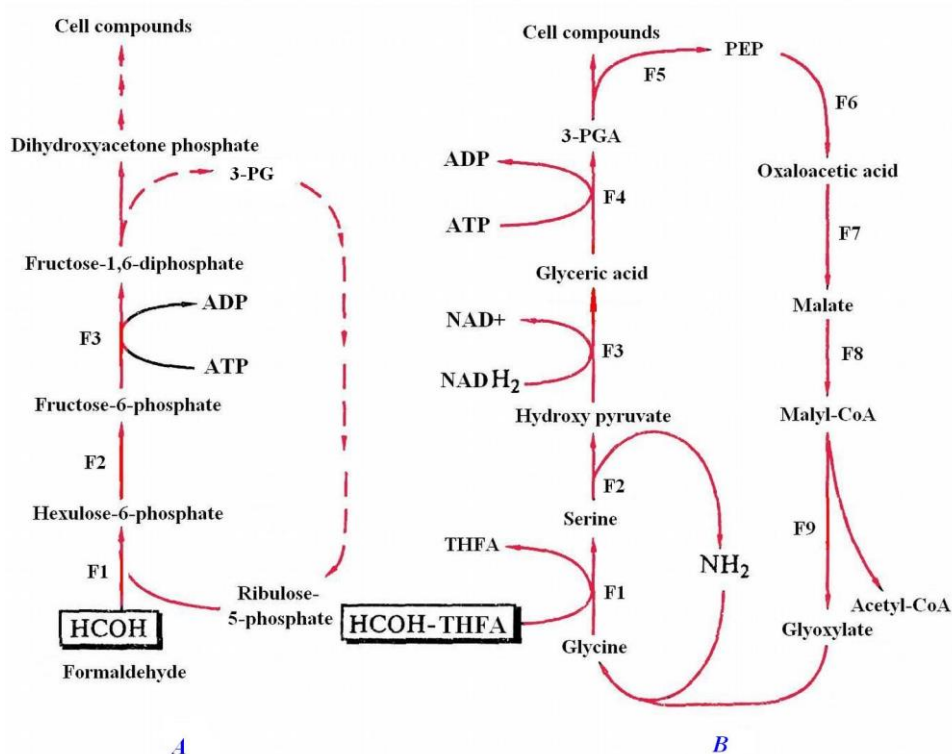 Cell compounds
Dihydroxyacetone phosphate
3-PG
Fructose-1,6-diphosphate
ADP
F3
ATP
Fructose-6-phosphate
F2
Hexulose-6-phosphate
F1
Ribulose-
5-phosphate
HCOH
Formaldehyde
A
Cell compounds
PEP
F5
F6
3-PGA
ADP
Oxaloacetic acid
F4
ATP
F7
Glyceric acid
Malate
NAD+
F3
F8
NAD H2
Hydroxy pyruvate
Malyl-CoA
F2
Serine
F9
THFA
NH2
F1
Acetyl-CoA
HCOH-THFA
Glycine
Glyoxylate
B